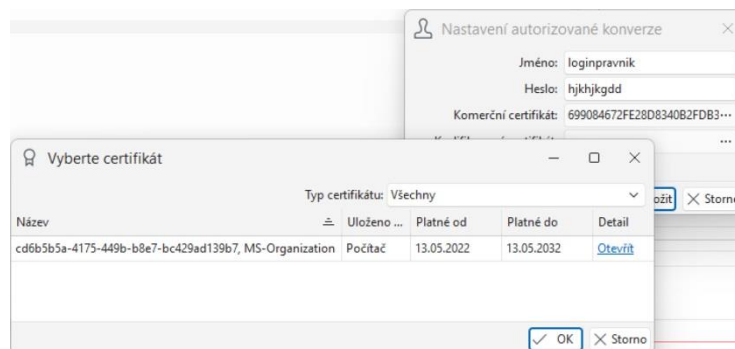 Nastavení autorizované konverze
Jméno: loginpravnik
Heslo: hjkhjkgdd
Komerční certifikát: 699084672FE28D8340B2FDB3...
...
Vyberte certifikát
Typ certifikátu: Všechny
Název Uloženo ... Platné od Platné do Detail
cd6b5b5a-4175-449b-b8e7-bc429ad139b7, MS-Organization Počítač 13.05.2022 13.05.2032 Otevřít
OK Storno
ožit Storno